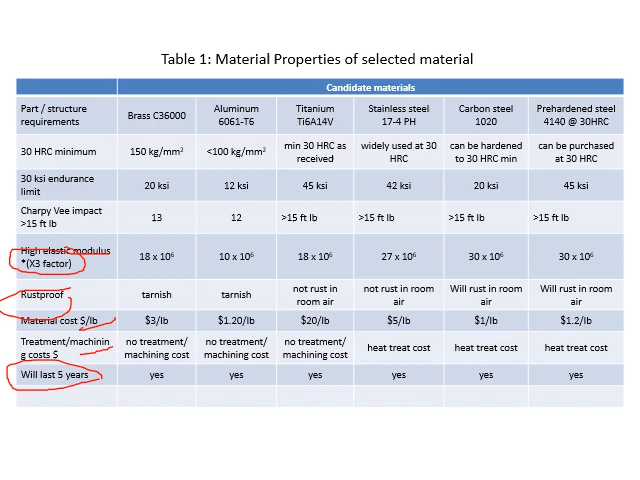 Table 1: Material Properties of selected material
Candidate materials
Part / structure requirements | Brass C36000 | Aluminum 6061-T6 | Titanium Ti6A14V | Stainless steel 17-4 PH | Carbon steel 1020 | Prehardened steel 4140 @ 30HRC
30 HRC minimum | 150 kg/mm² | <100 kg/mm² | min 30 HRC as received | widely used at 30 HRC | can be hardened to 30 HRC min | can be purchased at 30 HRC
30 ksi endurance limit | 20 ksi | 12 ksi | 45 ksi | 42 ksi | 20 ksi | 45 ksi
Charpy Vee impact >15 ft lb | 13 | 12 | >15 ft lb | >15 ft lb | >15 ft lb | >15 ft lb
High elastic modulus *(X3 factor) | 18 x 10⁶ | 10 x 10⁶ | 18 x 10⁶ | 27 x 10⁶ | 30 x 10⁶ | 30 x 10⁶
Rustproof | tarnish | tarnish | not rust in room air | not rust in room air | Will rust in room air | Will rust in room air
Material cost $/lb | $3/lb | $1.20/lb | $20/lb | $5/lb | $1/lb | $1.2/lb
Treatment/machining costs $ | no treatment/ machining cost | no treatment/ machining cost | no treatment/ machining cost | heat treat cost | heat treat cost | heat treat cost
Will last 5 years | yes | yes | yes | yes | yes | yes